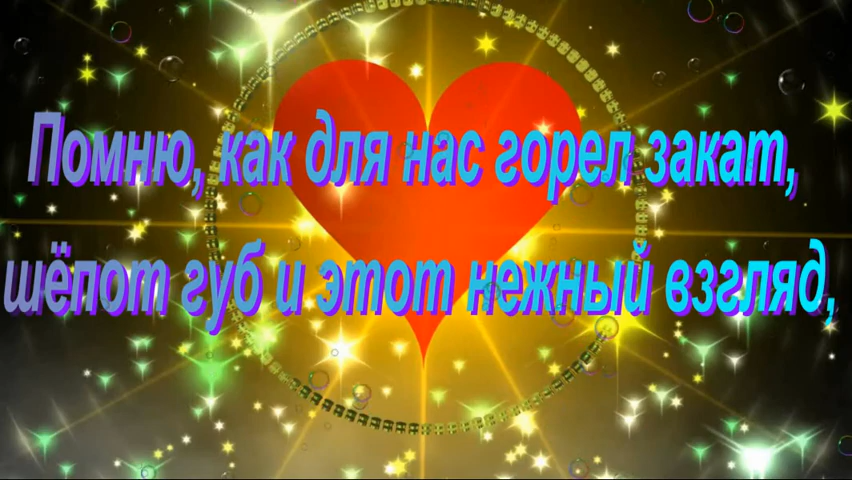 Помню, как для нас горел закат,
шёпот губ и этот нежный взгляд,